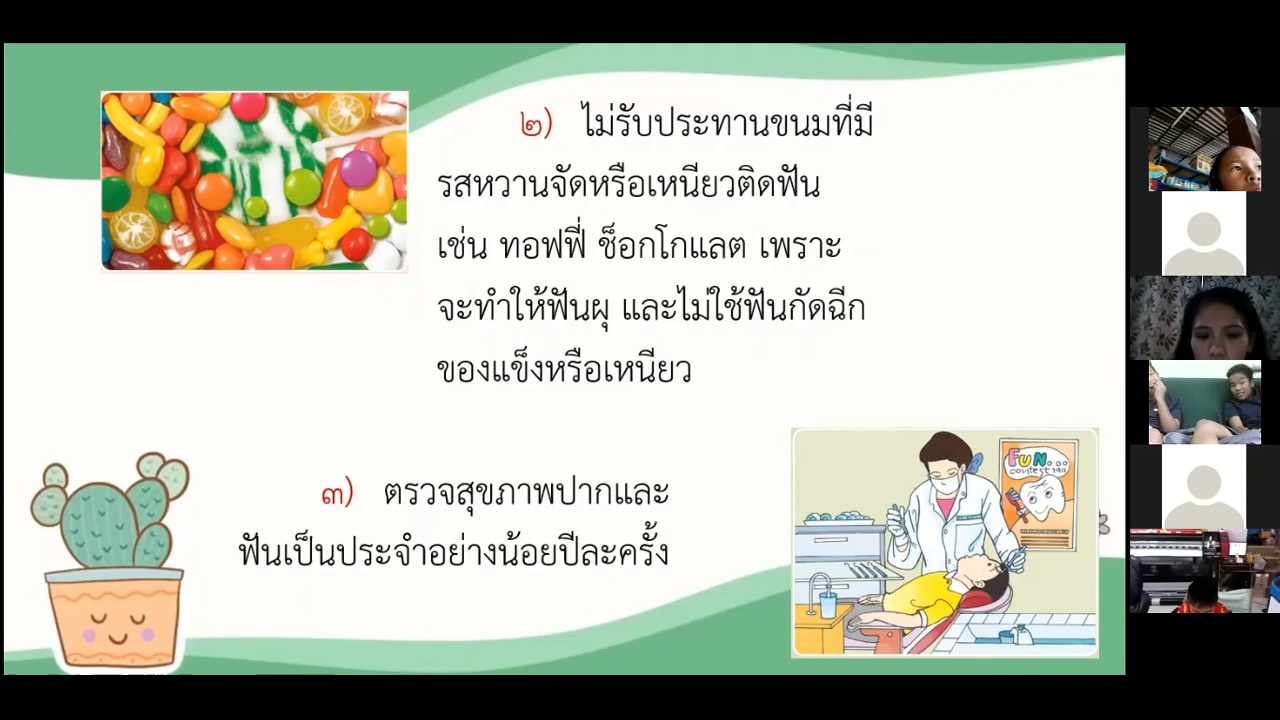 ๒) ไม่รับประทานขนมที่มี
รสหวานจัดหรือเหนียวติดฟัน
เช่น ทอฟฟี่ ช็อกโกแลต เพราะ
จะทำให้ฟันผุ และไม่ใช้ฟันกัดฉีก
ของแข็งหรือเหนียว
๓) ตรวจสุขภาพปากและ
ฟันเป็นประจำอย่างน้อยปีละครั้ง
FUN...
contest